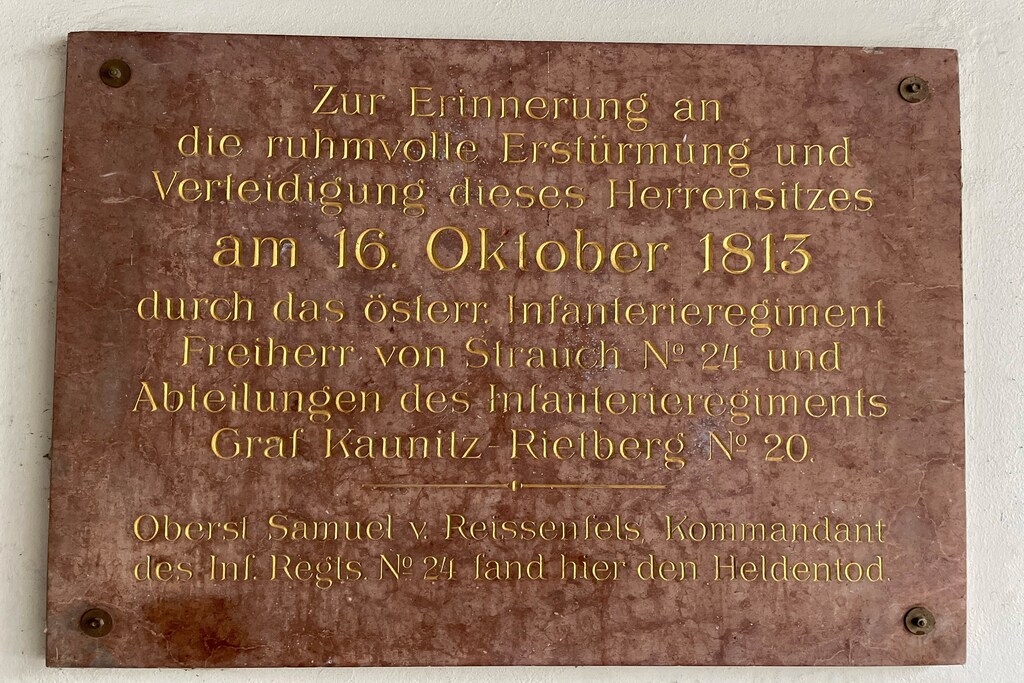 Zur Erinnerung an
die ruhmvolle Erstürmung und
Verteidigung dieses Herrensitzes
am 16. Oktober 1813
durch das österr. Infanterieregiment
Freiherr von Strauch Nº 24 und
Abteilungen des Infanterieregiments
Graf Kaunitz-Rietberg Nº 20.
Oberst Samuel v. Reissenfels, Kommandant
des Inf. Regts. Nº 24 fand hier den Heldentod.